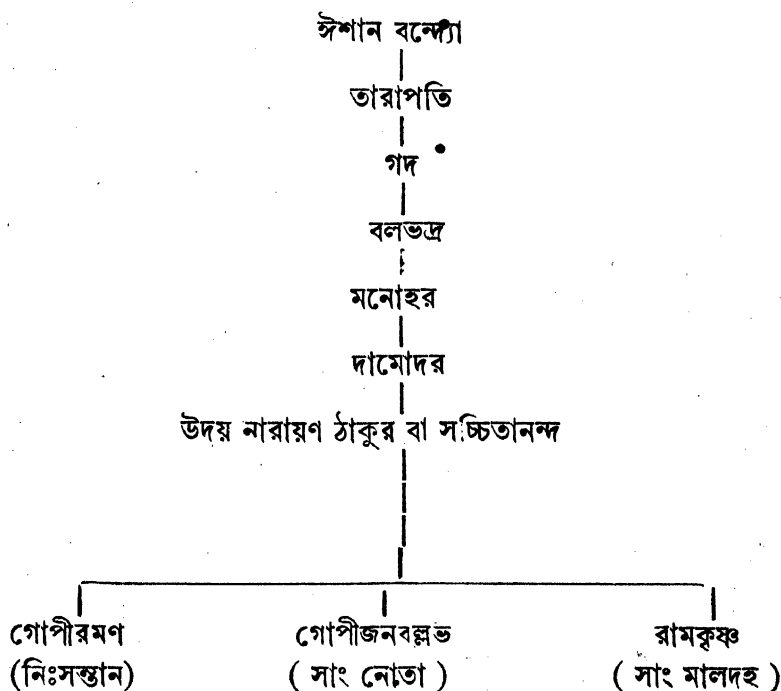 ঈশান বন্দ্যো
তারাপতি
গদ
বলভদ্র
মনোহর
দামোদর
উদয় নারায়ণ ঠাকুর বা সচ্চিতানন্দ
গোপীরমণ গোপীজনবল্লভ রামকৃষ্ণ
(নিঃসন্তান) ( সাং নোতা ) ( সাং মালদহ )